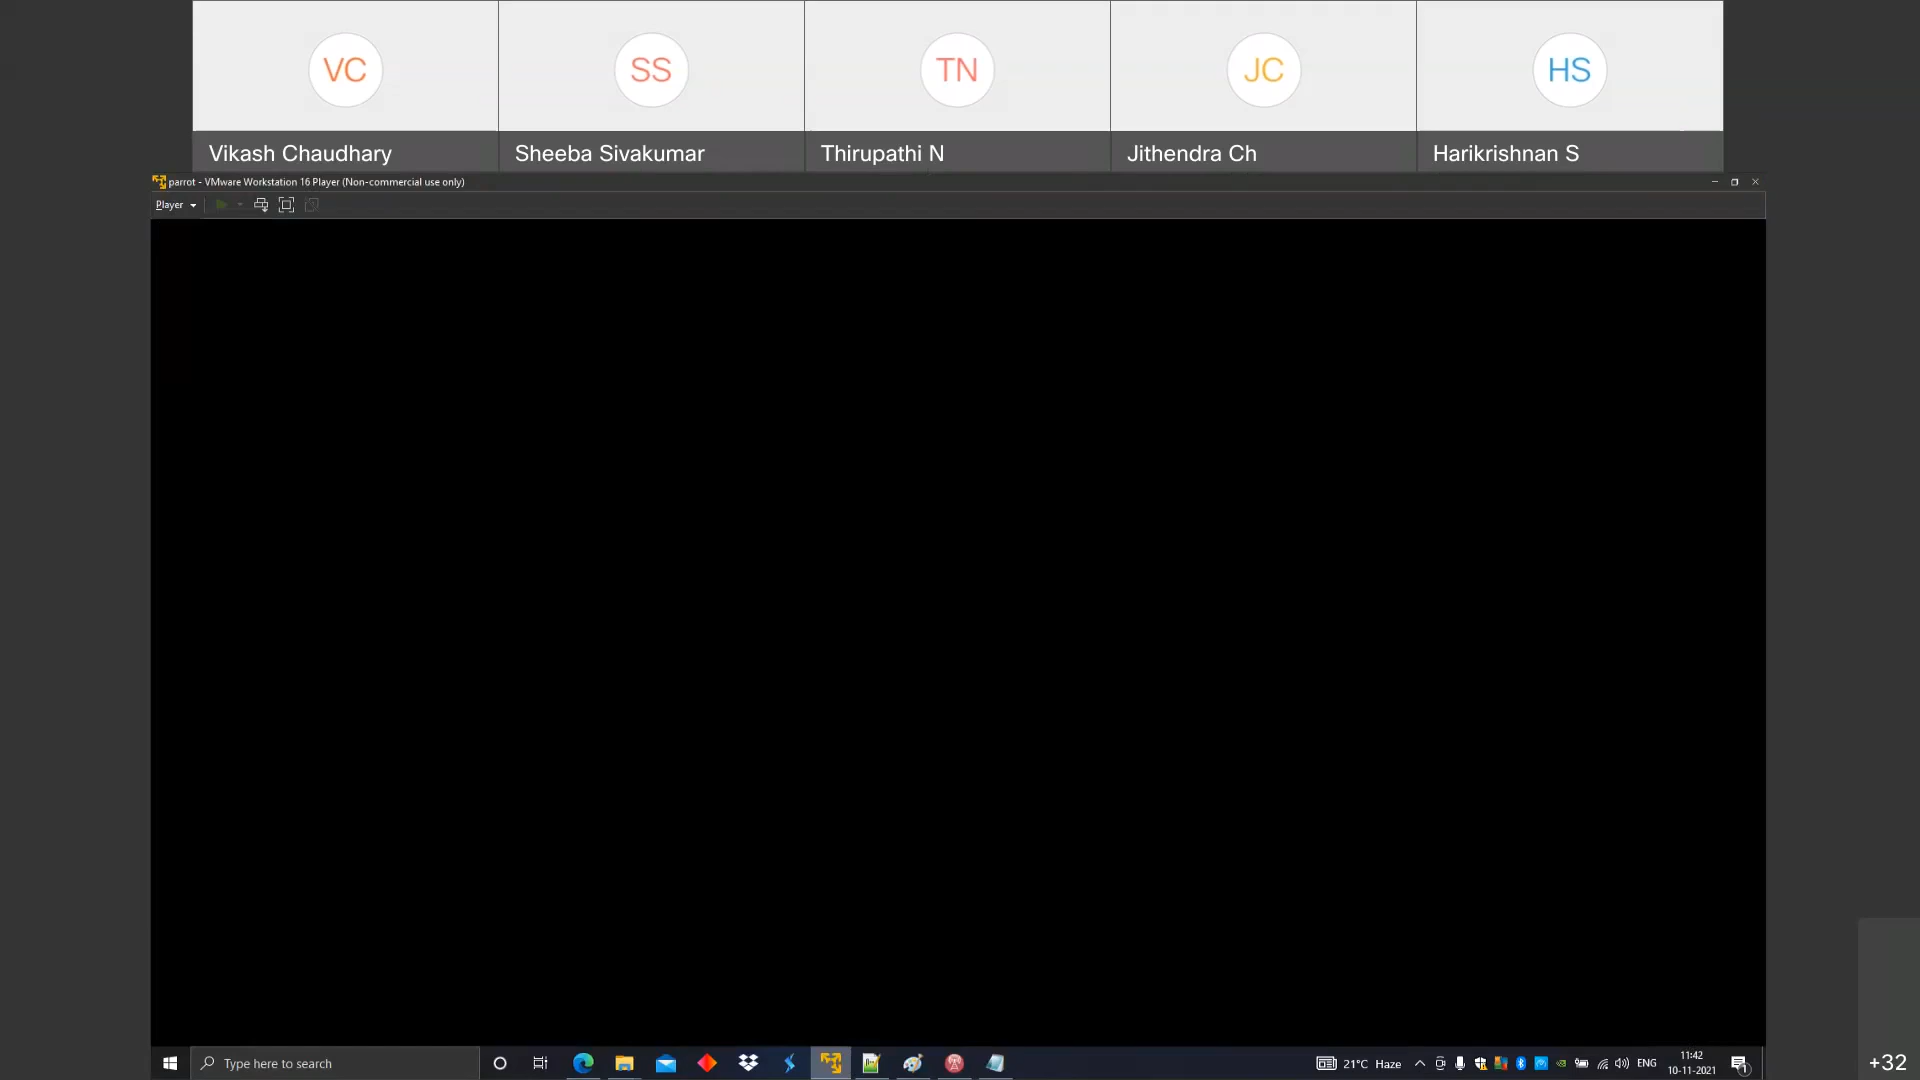 VC
SS
TN
JC
HS
Vikash Chaudhary
Sheeba Sivakumar
Thirupathi N
Jithendra Ch
Harikrishnan S
parrot - VMware Workstation 16 Player (Non-commercial use only)
Player
Type here to search
21°C Haze
ENG
11:42
10-11-2021
1
+32